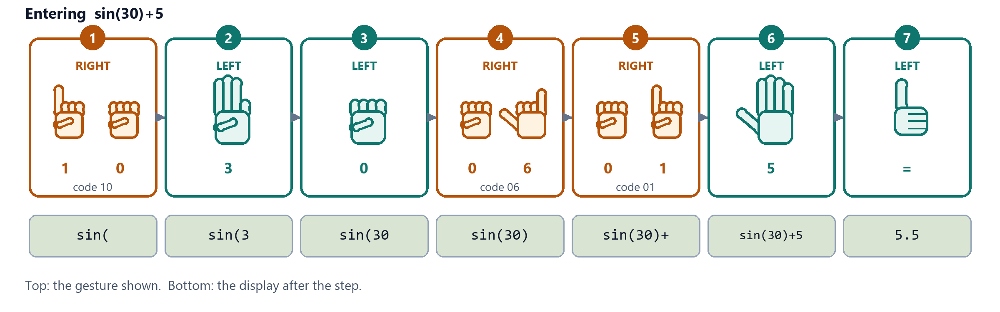 Entering sin(30)+5
1 2 3 4 5 6 7
RIGHT LEFT LEFT RIGHT RIGHT LEFT LEFT
1 0 3 0 0 6 0 1 5 =
code 10 code 06 code 01
sin( sin(3 sin(30 sin(30) sin(30)+ sin(30)+5 5.5
Top: the gesture shown. Bottom: the display after the step.